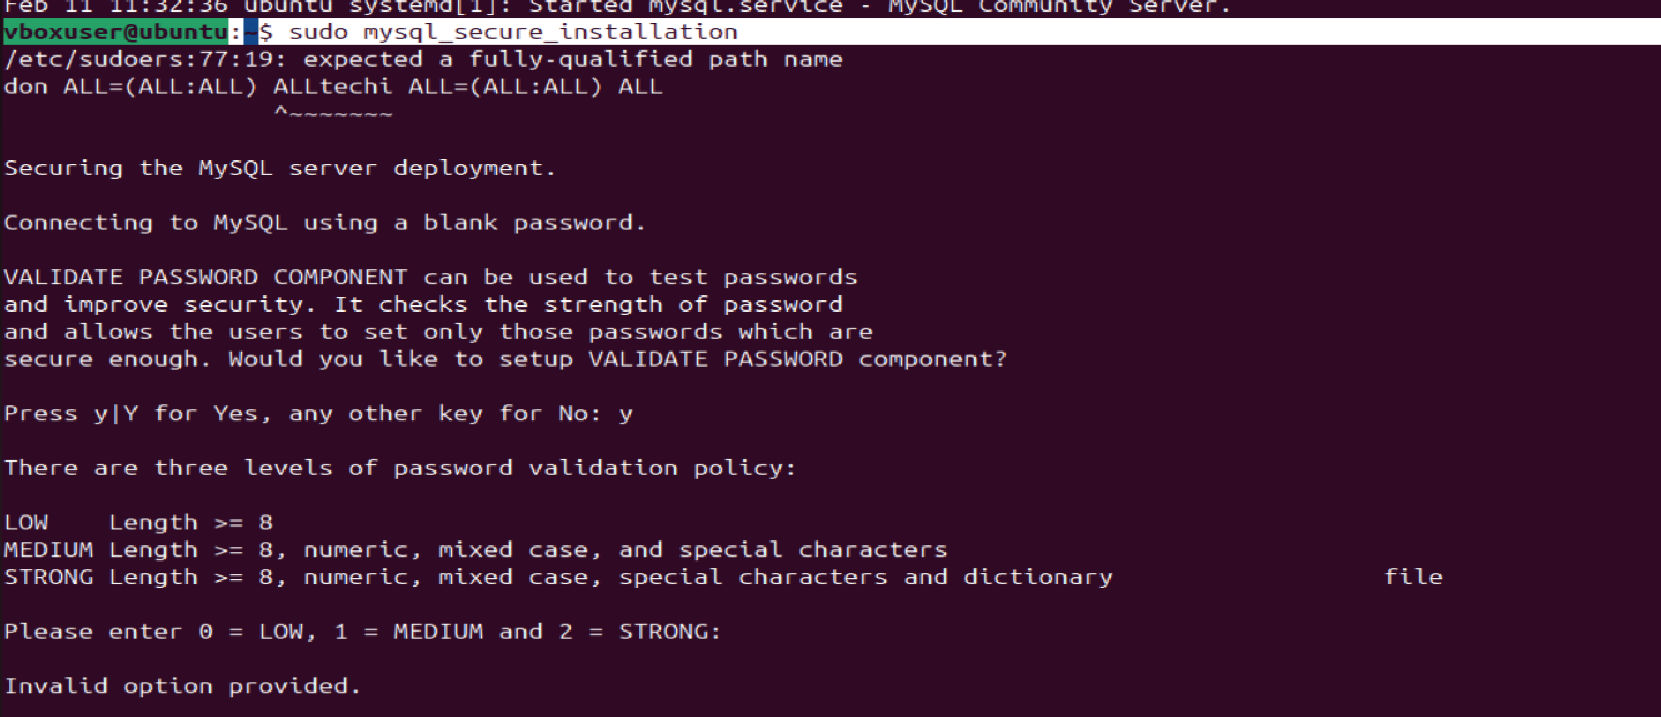 Feb 11 11:32:36 ubuntu systemd[1]: Started mysql.service - MySQL Community Server.
vboxuser@ubuntu:~$ sudo mysql_secure_installation
/etc/sudoers:77:19: expected a fully-qualified path name
don ALL=(ALL:ALL) ALLtechi ALL=(ALL:ALL) ALL
^~~~~~~~
Securing the MySQL server deployment.
Connecting to MySQL using a blank password.
VALIDATE PASSWORD COMPONENT can be used to test passwords
and improve security. It checks the strength of password
and allows the users to set only those passwords which are
secure enough. Would you like to setup VALIDATE PASSWORD component?
Press y|Y for Yes, any other key for No: y
There are three levels of password validation policy:
LOW    Length >= 8
MEDIUM Length >= 8, numeric, mixed case, and special characters
STRONG Length >= 8, numeric, mixed case, special characters and dictionary                  file
Please enter 0 = LOW, 1 = MEDIUM and 2 = STRONG:
Invalid option provided.